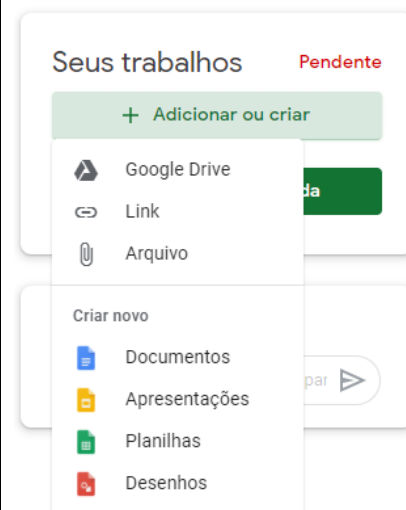 Seus trabalhos
Pendente
+ Adicionar ou criar
Google Drive
Link
Arquivo
Criar novo
Documentos
Apresentações
Planilhas
Desenhos